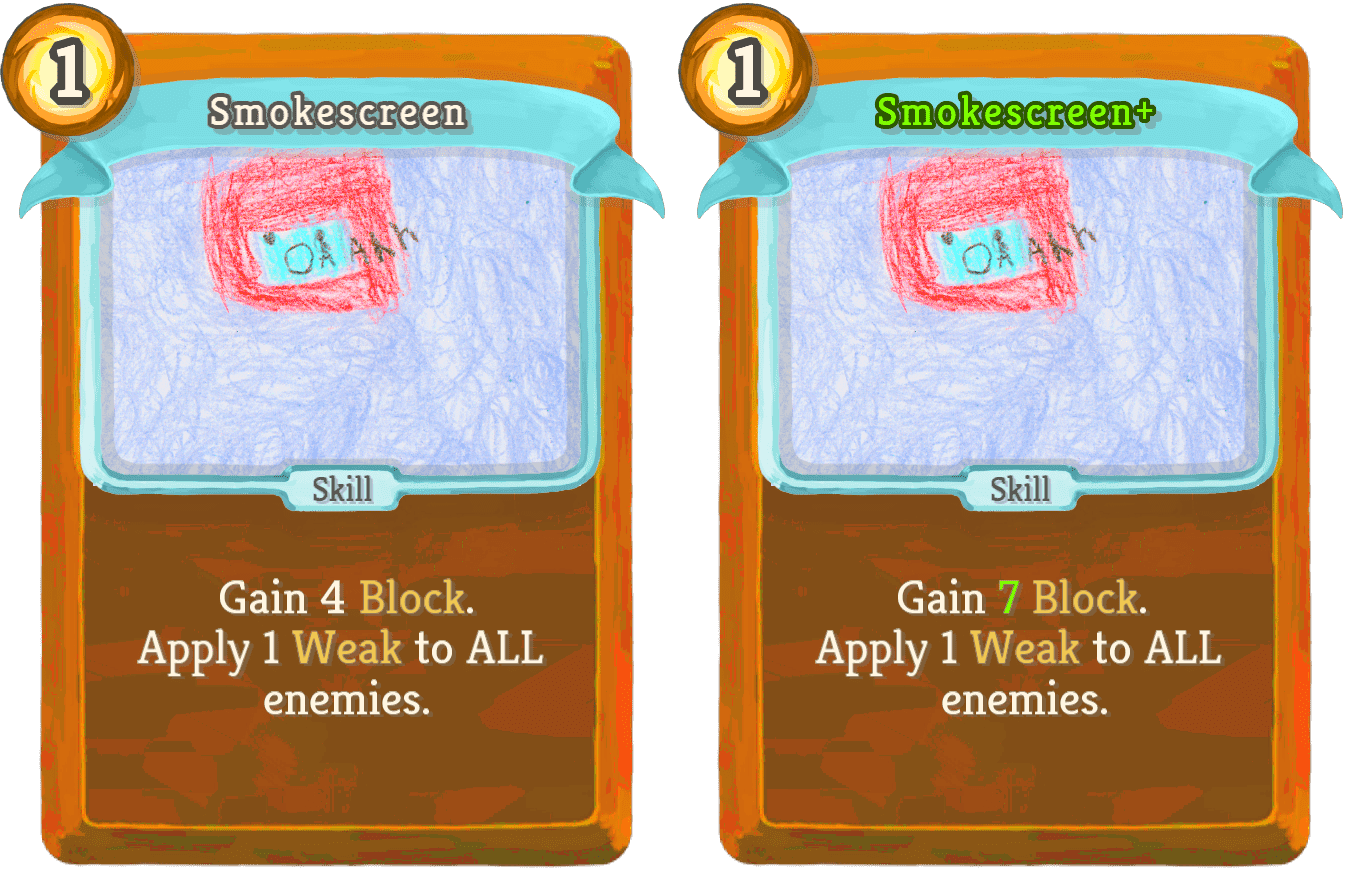 1
Smokescreen
Skill
Gain 4 Block.
Apply 1 Weak to ALL
enemies.
1
Smokescreen+
Skill
Gain 7 Block.
Apply 1 Weak to ALL
enemies.